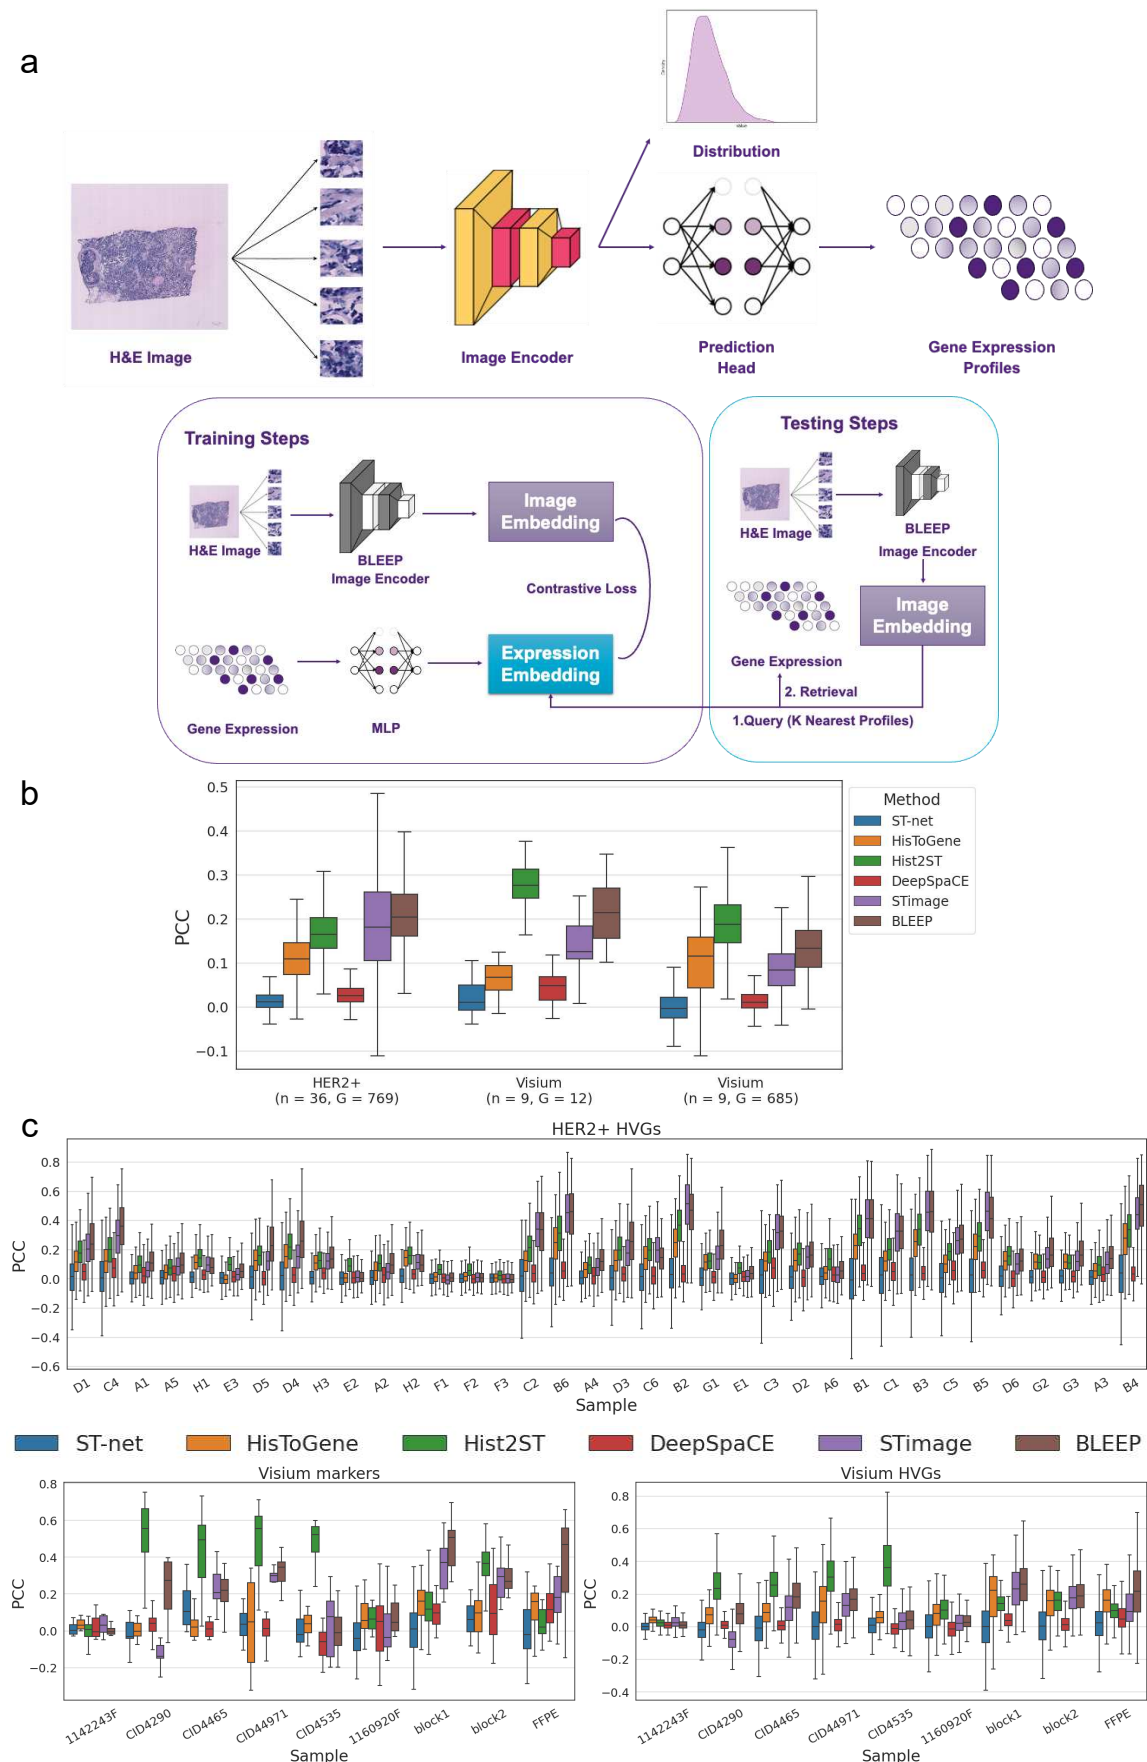 a
Density
Value
Distribution
H&E Image
Image Encoder
Prediction
Head
Gene Expression
Profiles
Training Steps
H&E Image
BLEEP
Image Encoder
Image
Embedding
Contrastive Loss
Gene Expression
MLP
Expression
Embedding
Testing Steps
H&E Image
BLEEP
Image Encoder
Image
Embedding
Gene Expression
2. Retrieval
1.Query (K Nearest Profiles)
b
PCC
0.5
0.4
0.3
0.2
0.1
0.0
−0.1
HER2+
(n = 36, G = 769)
Visium
(n = 9, G = 12)
Visium
(n = 9, G = 685)
Method
ST-net
HisToGene
Hist2ST
DeepSpaCE
STimage
BLEEP
c
HER2+ HVGs
PCC
0.8
0.6
0.4
0.2
0.0
−0.2
−0.4
−0.6
D1 C4 A1 A5 H1 E3 D5 D4 H3 E2 A2 H2 F1 F2 F3 C2 B6 A4 D3 C6 B2 G1 E1 C3 D2 A6 B1 C1 B3 C5 B5 D6 G2 G3 A3 B4
Sample
ST-net HisToGene Hist2ST DeepSpaCE STimage BLEEP
Visium markers
PCC
0.8
0.6
0.4
0.2
0.0
−0.2
1142243F CID4290 CID4465 CID44971 CID4535 1160920F block1 block2 FFPE
Sample
Visium HVGs
PCC
0.8
0.6
0.4
0.2
0.0
−0.2
−0.4
1142243F CID4290 CID4465 CID44971 CID4535 1160920F block1 block2 FFPE
Sample